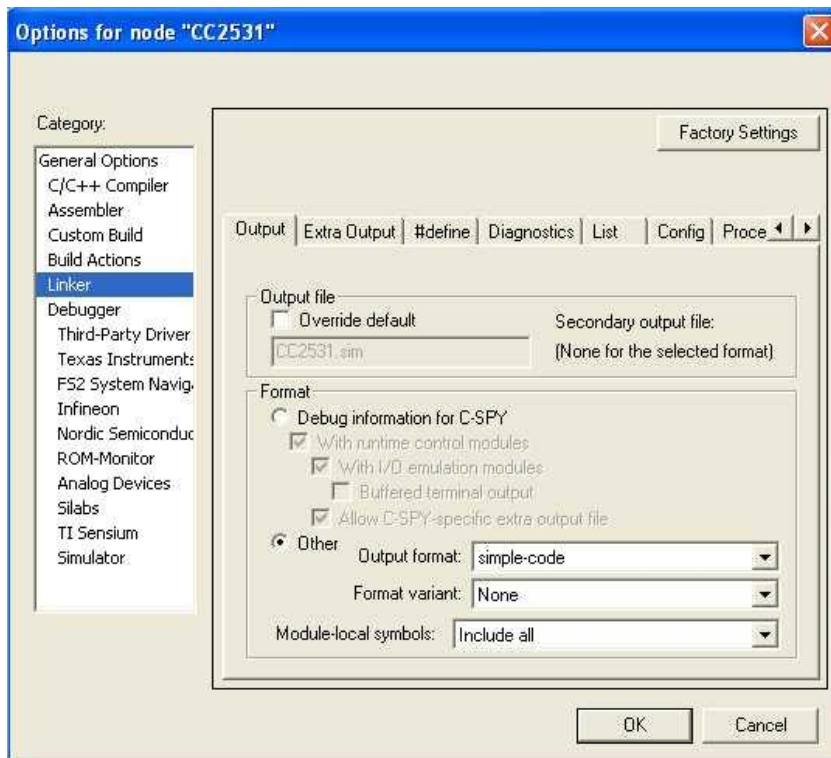 Options for node "CC2531"
Category:
Factory Settings
General Options
C/C++ Compiler
Assembler
Custom Build
Build Actions
Linker
Debugger
Third-Party Driver
Texas Instruments
FS2 System Navig
Infineon
Nordic Semiconduc
ROM-Monitor
Analog Devices
Silabs
TI Sensium
Simulator
Output Extra Output #define Diagnostics List Config Proce
Output file
Override default
CC2531.sim
Secondary output file:
(None for the selected format)
Format
Debug information for C-SPY
With runtime control modules
With I/O emulation modules
Buffered terminal output
Allow C-SPY-specific extra output file
Other
Output format: simple-code
Format variant: None
Module-local symbols: Include all
OK Cancel